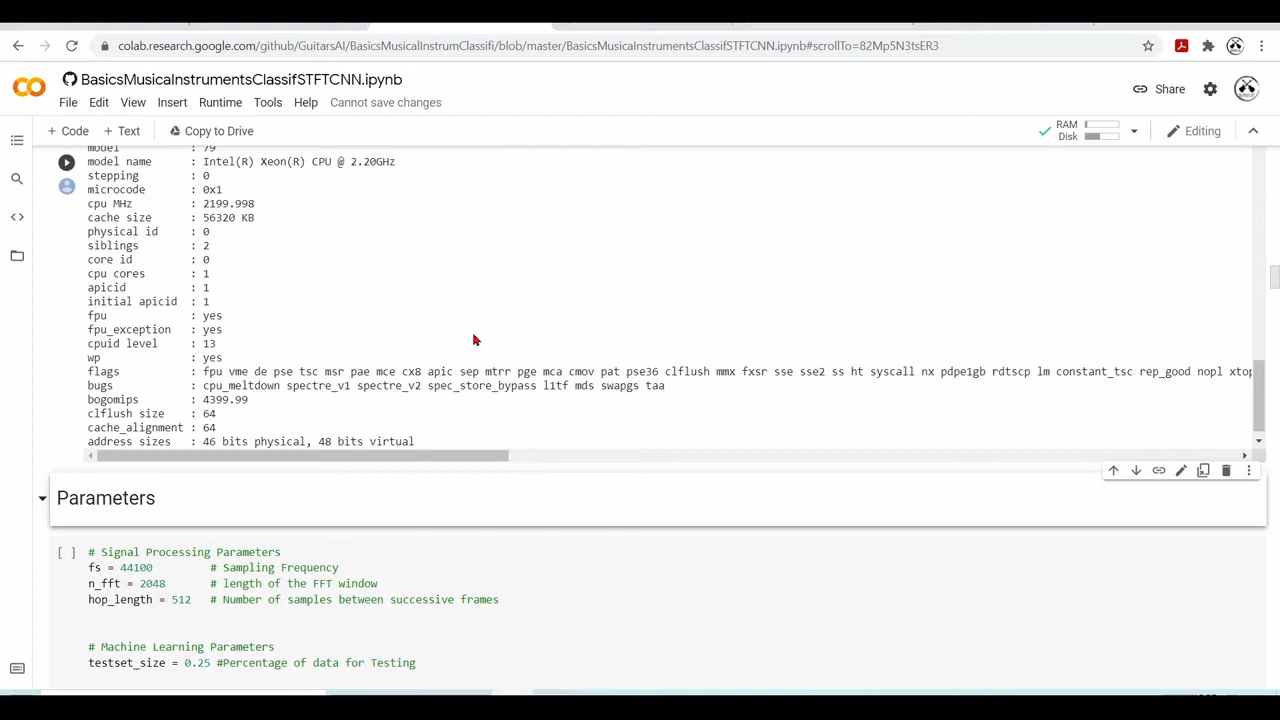 colab.research.google.com/github/GuitarsAI/BasicsMusicalInstrumClassifi/blob/master/BasicsMusicalInstrumentsClassifSTFTCNN.ipynb#scrollTo=82Mp5N3tsER3
BasicsMusicaInstrumentsClassifSTFTCNN.ipynb
Share
File Edit View Insert Runtime Tools Help Cannot save changes
+ Code + Text Copy to Drive
RAM
Disk
Editing
model : 79
model name : Intel(R) Xeon(R) CPU @ 2.20GHz
stepping : 0
microcode : 0x1
cpu MHz : 2199.998
cache size : 56320 KB
physical id : 0
siblings : 2
core id : 0
cpu cores : 1
apicid : 1
initial apicid : 1
fpu : yes
fpu_exception : yes
cpuid level : 13
wp : yes
flags : fpu vme de pse tsc msr pae mce cx8 apic sep mtrr pge mca cmov pat pse36 clflush mmx fxsr sse sse2 ss ht syscall nx pdpe1gb rdtscp lm constant_tsc rep_good nopl xtop
bugs : cpu_meltdown spectre_v1 spectre_v2 spec_store_bypass l1tf mds swapgs taa
bogomips : 4399.99
clflush size : 64
cache_alignment : 64
address sizes : 46 bits physical, 48 bits virtual
Parameters
[ ] # Signal Processing Parameters
fs = 44100 # Sampling Frequency
n_fft = 2048 # length of the FFT window
hop_length = 512 # Number of samples between successive frames
# Machine Learning Parameters
testset_size = 0.25 #Percentage of data for Testing